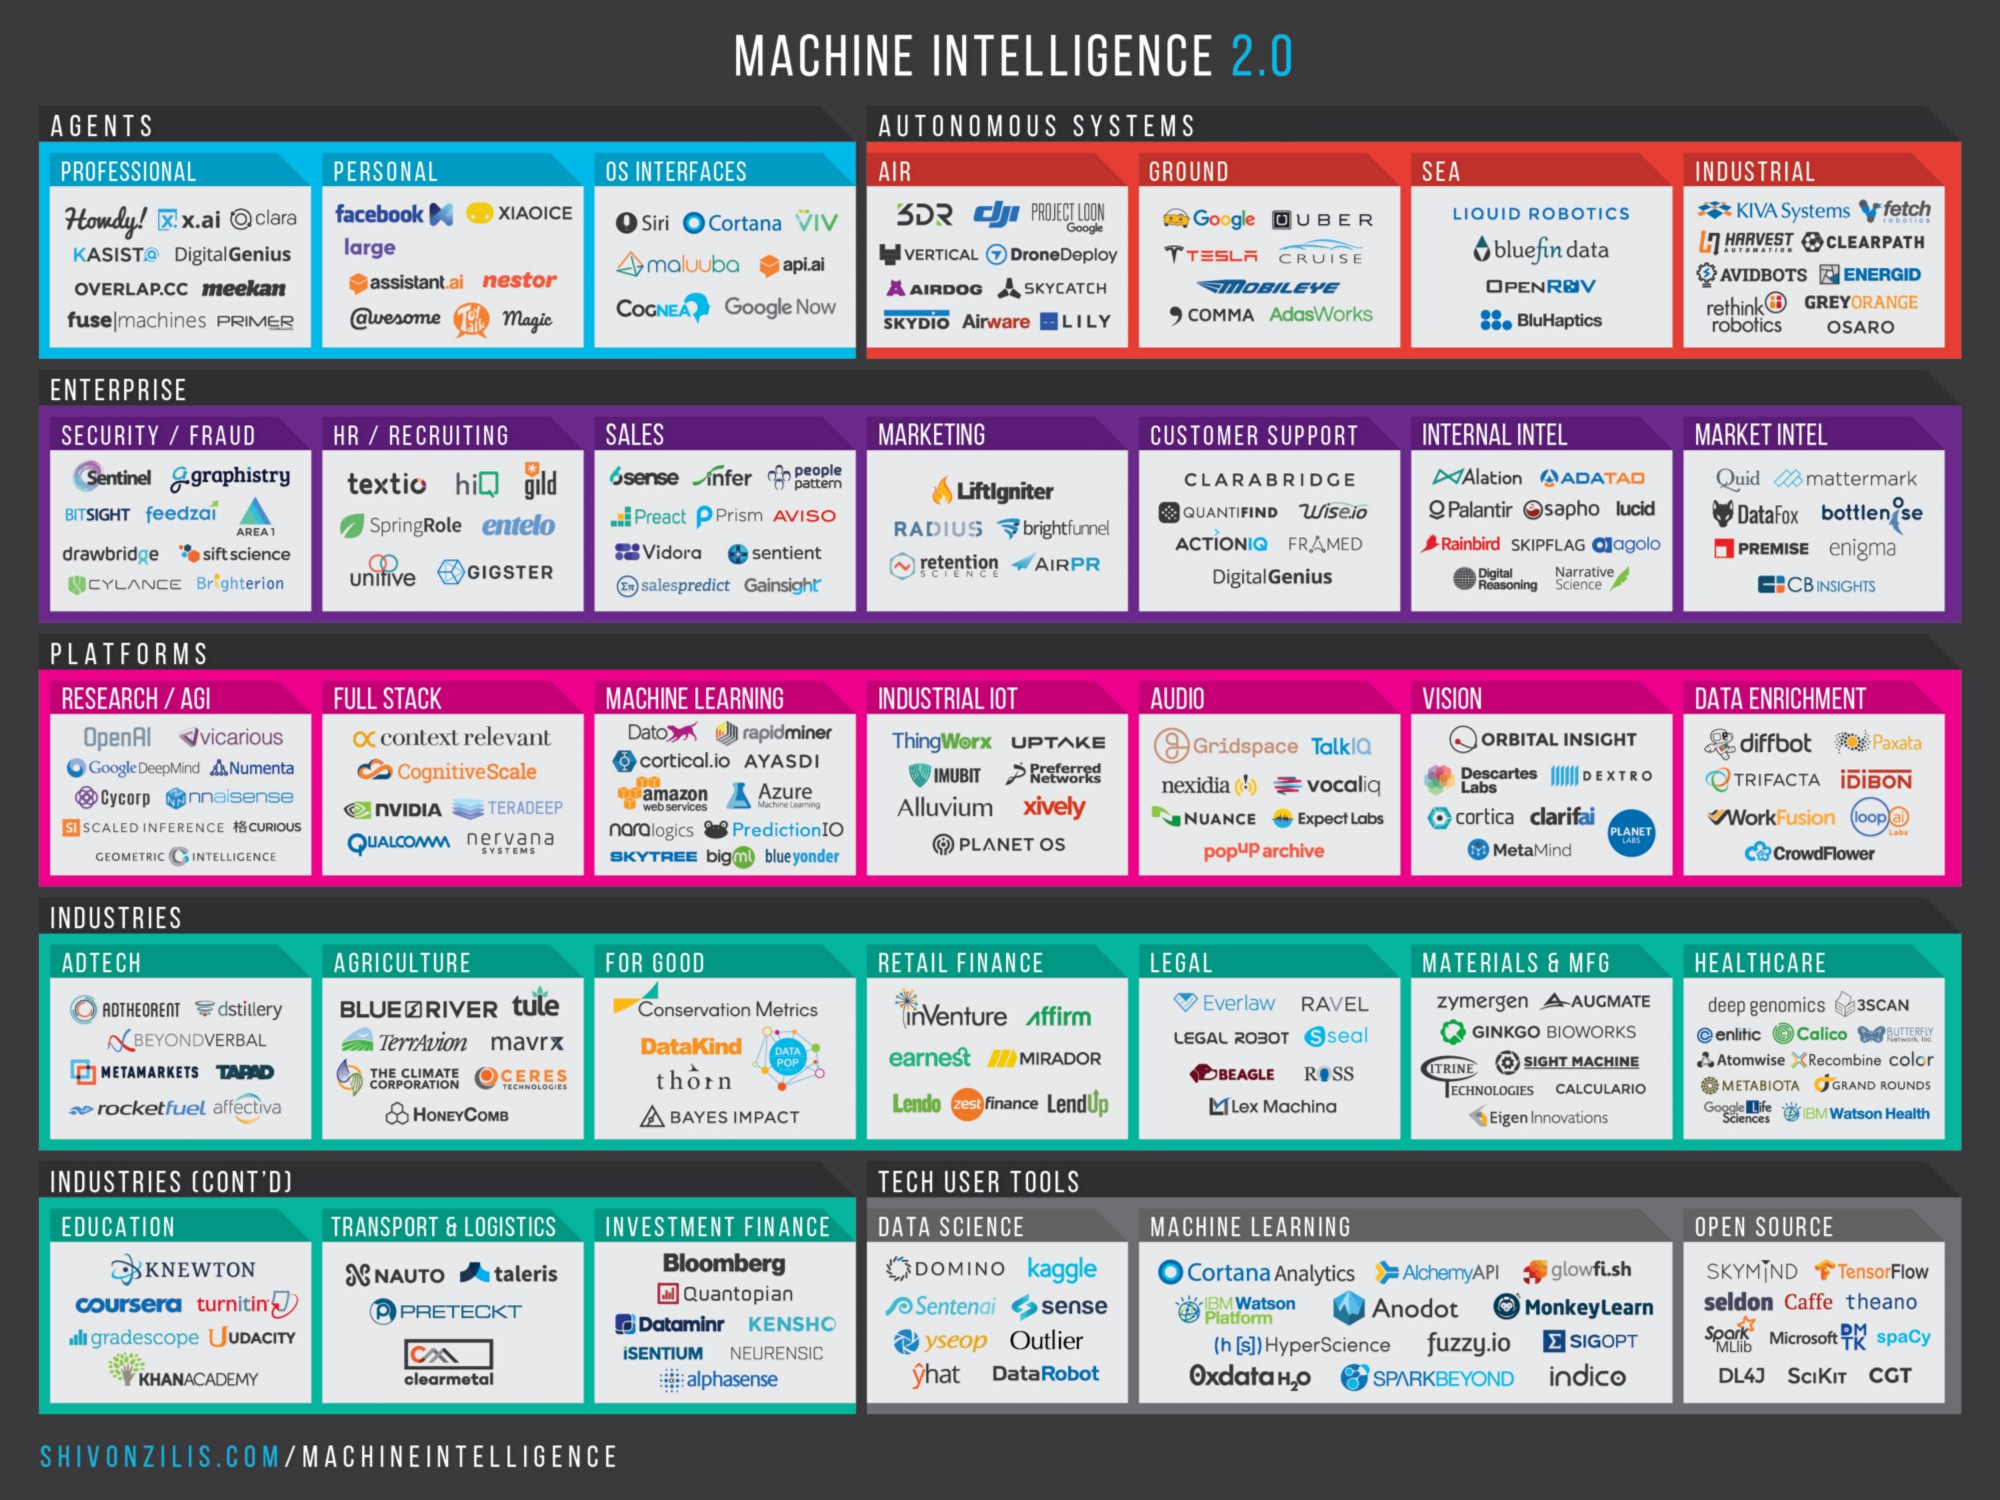 MACHINE INTELLIGENCE 2.0
AGENTS
PROFESSIONAL
Howdy! x.ai clara
KASIST@ DigitalGenius
OVERLAP.CC meekan
fuse|machines PRIMER
PERSONAL
facebook M XIAOICE
large
assistant.ai nestor
@wesome Toy Talk Magic
OS INTERFACES
Siri Cortana VIV
maluuba api.ai
COGNEA Google Now
AUTONOMOUS SYSTEMS
AIR
3DR dji PROJECT LOON
Google
VERTICAL DroneDeploy
AIRDOG SKYCATCH
SKYDIO Airware LILY
GROUND
Google UBER
TESLA CRUISE
MOBILEYE
COMMA AdasWorks
SEA
LIQUID ROBOTICS
bluefin data
OPENROV
BluHaptics
INDUSTRIAL
KIVA Systems fetch robotics
HARVEST AUTOMATION CLEARPATH
AVIDBOTS ENERGID
rethink robotics GREYORANGE
OSARO
ENTERPRISE
SECURITY / FRAUD
Sentinel graphistry
BITSIGHT feedzai AREA 1
drawbridge sift science
CYLANCE Brighterion
HR / RECRUITING
textio hiQ gild
SpringRole entelo
unitive GIGSTER
SALES
6sense infer people pattern
Preact Prism AVISO
Vidora sentient
salespredict Gainsight
MARKETING
LiftIgniter
RADIUS brightfunnel
retention SCIENCE AIRPR
CUSTOMER SUPPORT
CLARABRIDGE
QUANTIFIND Wise.io
ACTIONIQ FRAMED
DigitalGenius
INTERNAL INTEL
Alation ADATAO
Palantir sapho lucid
Rainbird SKIPFLAG agolo
Digital Reasoning Narrative Science
MARKET INTEL
Quid mattermark
DataFox bottlenose
PREMISE enigma
CB INSIGHTS
PLATFORMS
RESEARCH / AGI
OpenAI vicarious
Google DeepMind Numenta
Cycorp nnaisense
SI SCALED INFERENCE 格CURIOUS
GEOMETRIC INTELLIGENCE
FULL STACK
context relevant
CognitiveScale
NVIDIA TERADEEP
QUALCOMM nervana SYSTEMS
MACHINE LEARNING
Dato rapidminer
cortical.io AYASDI
amazon web services Azure Machine Learning
naralogics PredictionIO
SKYTREE bigml blueyonder
INDUSTRIAL IOT
ThingWorx UPTAKE
IMUBIT Preferred Networks
Alluvium xively
PLANET OS
AUDIO
Gridspace TalkIQ
nexidia vocaliq
NUANCE Expect Labs
popUP archive
VISION
ORBITAL INSIGHT
Descartes Labs DEXTRO
cortica clarifai PLANET LABS
MetaMind
DATA ENRICHMENT
diffbot Paxata
TRIFACTA iDiBON
WorkFusion loop ai Labs
CrowdFlower
INDUSTRIES
ADTECH
ADTHEORENT dstillery
BEYONDVERBAL
METAMARKETS TAPAD
rocketfuel affectiva
AGRICULTURE
BLUE RIVER tule
TerrAvion mavrx
THE CLIMATE CORPORATION CERES TECHNOLOGIES
HONEYCOMB
FOR GOOD
Conservation Metrics
DataKind DATA POP
thorn
BAYES IMPACT
RETAIL FINANCE
inVenture affirm
earnest MIRADOR
Lendo zest finance LendUp
LEGAL
Everlaw RAVEL
LEGAL ROBOT seal
BEAGLE ROSS
Lex Machina
MATERIALS & MFG
zymergen AUGMATE
GINKGO BIOWORKS
CITRINE TECHNOLOGIES SIGHT MACHINE
CALCULARIO
Eigen Innovations
HEALTHCARE
deep genomics 3SCAN
enlitic Calico BUTTERFLY Network, Inc
Atomwise Recombine color
METABIOTA GRAND ROUNDS
Google Life Sciences IBM Watson Health
INDUSTRIES (CONT'D)
EDUCATION
KNEWTON
coursera turnitin
gradescope UDACITY
KHANACADEMY
TRANSPORT & LOGISTICS
NAUTO taleris
PRETECKT
clearmetal
INVESTMENT FINANCE
Bloomberg
Quantopian
Dataminr KENSHO
iSENTIUM NEURENSIC
alphasense
TECH USER TOOLS
DATA SCIENCE
DOMINO kaggle
Sentenai sense
yseop Outlier
ŷhat DataRobot
MACHINE LEARNING
Cortana Analytics AlchemyAPI glowfi.sh
IBM Watson Platform Anodot MonkeyLearn
(h[s]) HyperScience fuzzy.io SIGOPT
0xdata H2O SPARKBEYOND indico
OPEN SOURCE
SKYMIND TensorFlow
seldon Caffe theano
Spark MLlib Microsoft DMTK spaCy
DL4J SCIKIT CGT
SHIVONZILIS.COM/MACHINEINTELLIGENCE